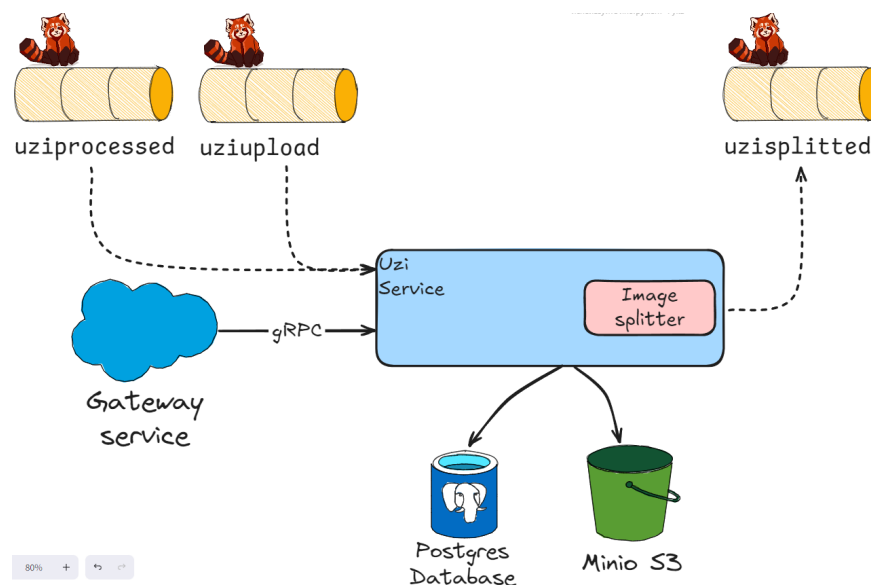 uziprocessed
uziupload
uzisplitted
Uzi
Service
Image
splitter
gRPC
Gateway
service
Postgres
Database
Minio S3
80%